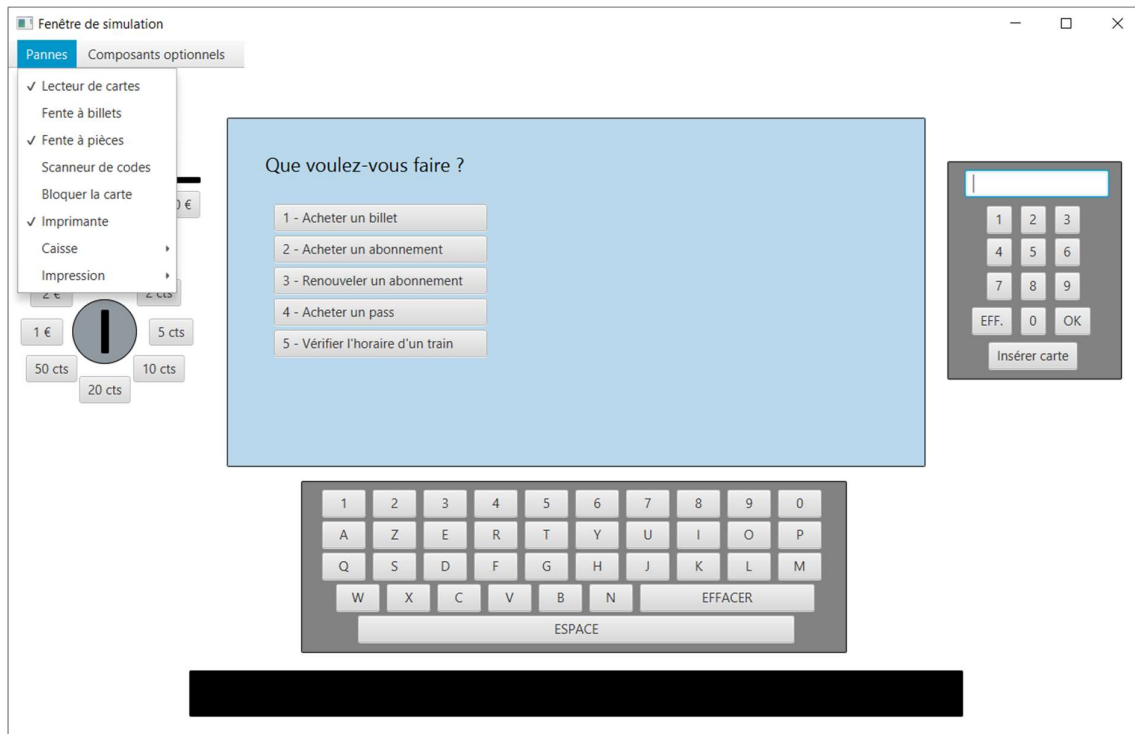 Fenêtre de simulation
Pannes Composants optionnels
✓ Lecteur de cartes
Fente à billets
✓ Fente à pièces
Scanneur de codes
Bloquer la carte
✓ Imprimante
Caisse
Impression
0 €
2 € 2 cts
1 € 5 cts
50 cts 10 cts
20 cts
Que voulez-vous faire ?
1 - Acheter un billet
2 - Acheter un abonnement
3 - Renouveler un abonnement
4 - Acheter un pass
5 - Vérifier l'horaire d'un train
1 2 3
4 5 6
7 8 9
EFF. 0 OK
Insérer carte
1 2 3 4 5 6 7 8 9 0
A Z E R T Y U I O P
Q S D F G H J K L M
W X C V B N EFFACER
ESPACE